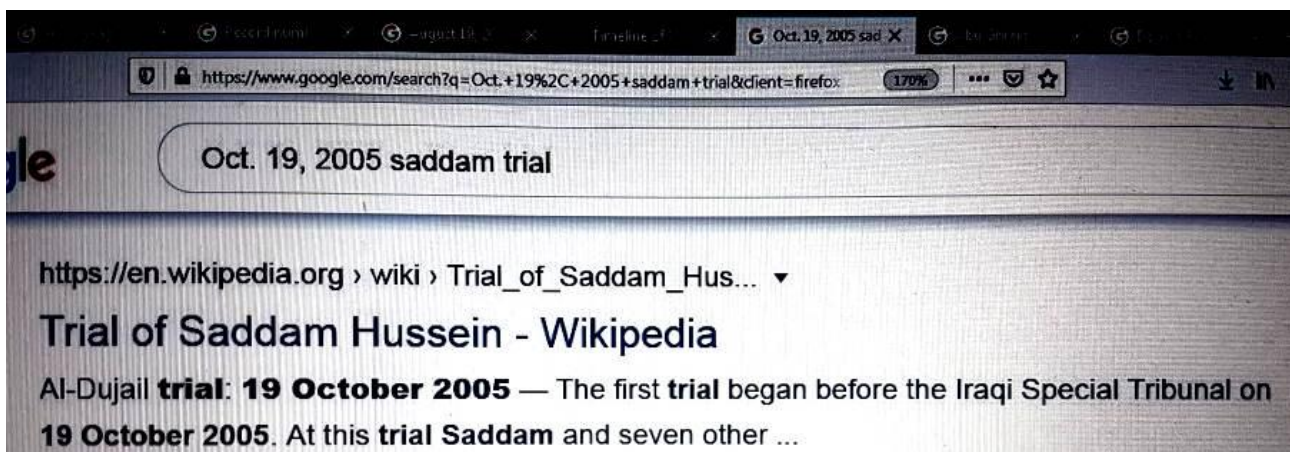 Timeline of
Oct. 19, 2005 sad
https://www.google.com/search?q=Oct.+19%2C+2005+saddam+trial&client=firefox
170%
gle
Oct. 19, 2005 saddam trial
https://en.wikipedia.org › wiki › Trial_of_Saddam_Hus...
Trial of Saddam Hussein - Wikipedia
Al-Dujail trial: 19 October 2005 — The first trial began before the Iraqi Special Tribunal on
19 October 2005. At this trial Saddam and seven other ...